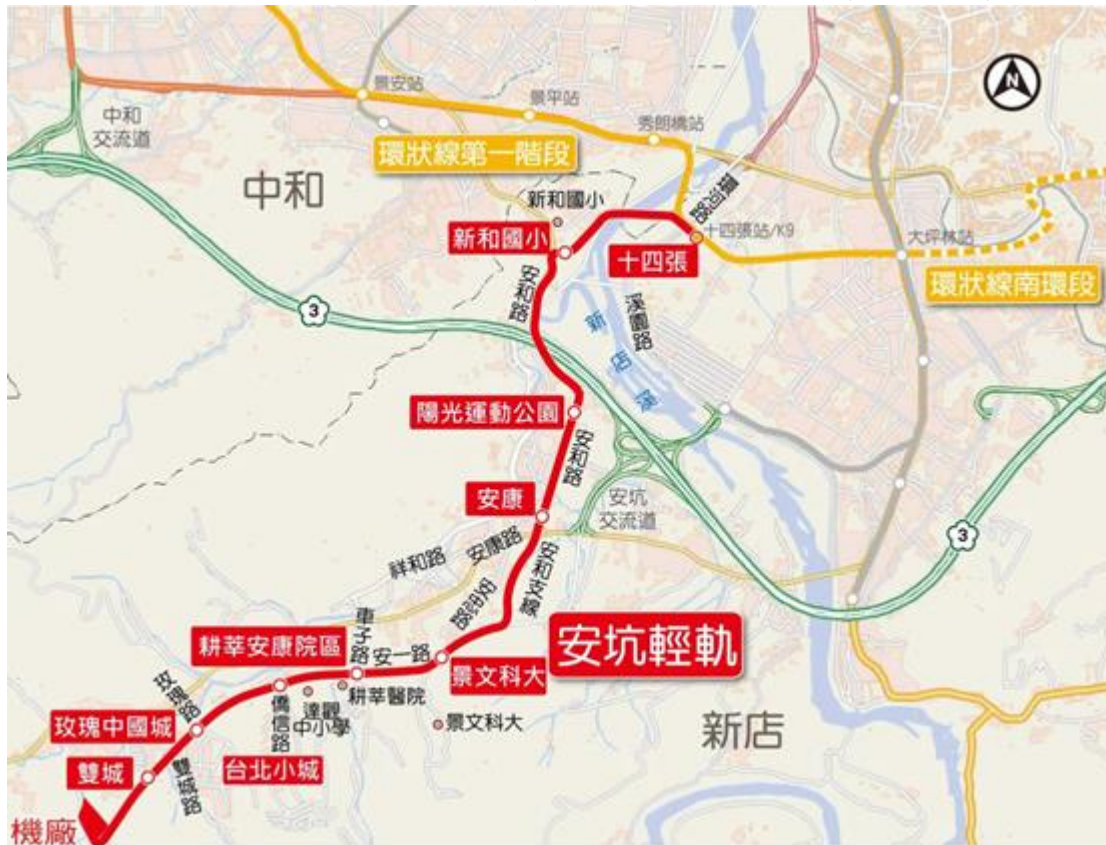 景安站
景平站
秀朗橋站
N
中和
交流道
環狀線第一階段
中和
新和國小
環河路
新和國小
十四張站/K9
大坪林站
十四張
環狀線南環段
安和路
溪園路
新店溪
3
陽光運動公園
安和路
安康
安坑
交流道
3
安康路
祥和路
安和支線
安泓路
車子路
耕莘安康院區
安一路
安坑輕軌
景文科大
耕莘醫院
玫瑰路
達觀
中小學
僑信路
景文科大
新店
玫瑰中國城
台北小城
雙城
雙城路
機廠